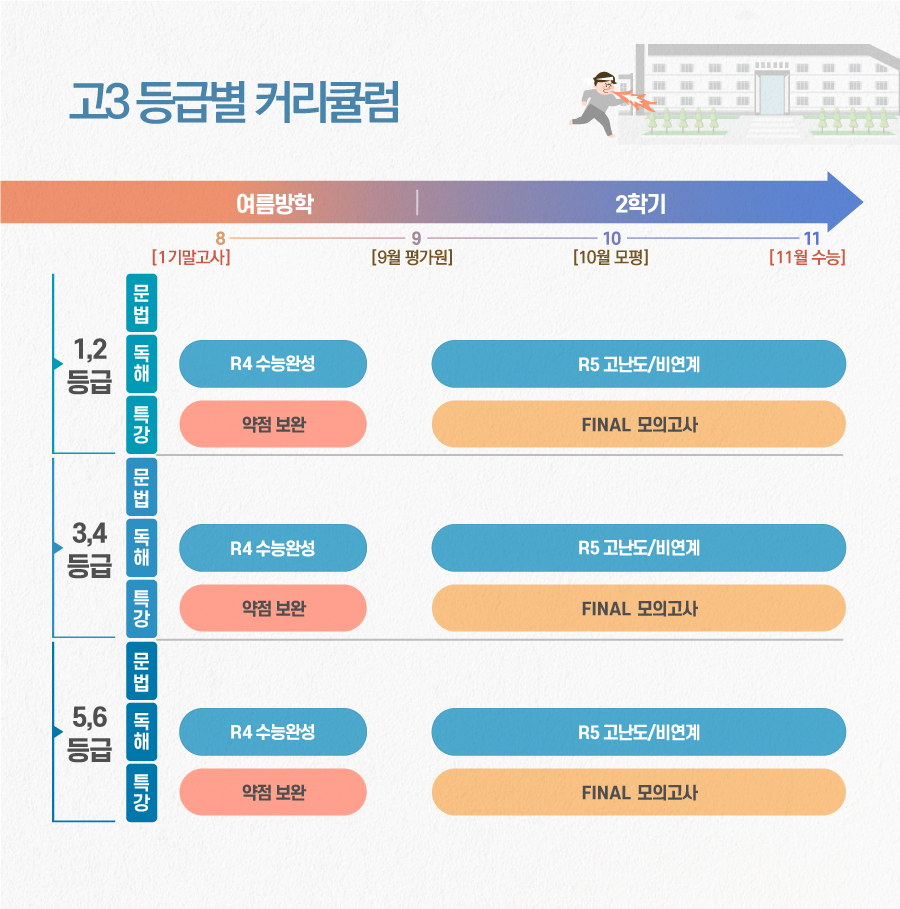 고3 등급별 커리큘럼
여름방학 2학기
8 9 10 11
[1기말고사] [9월 평가원] [10월 모평] [11월 수능]
1,2
등급
문법
독해
R4 수능완성 R5 고난도/비연계
특강
약점 보완 FINAL 모의고사
3,4
등급
문법
독해
R4 수능완성 R5 고난도/비연계
특강
약점 보완 FINAL 모의고사
5,6
등급
문법
독해
R4 수능완성 R5 고난도/비연계
특강
약점 보완 FINAL 모의고사